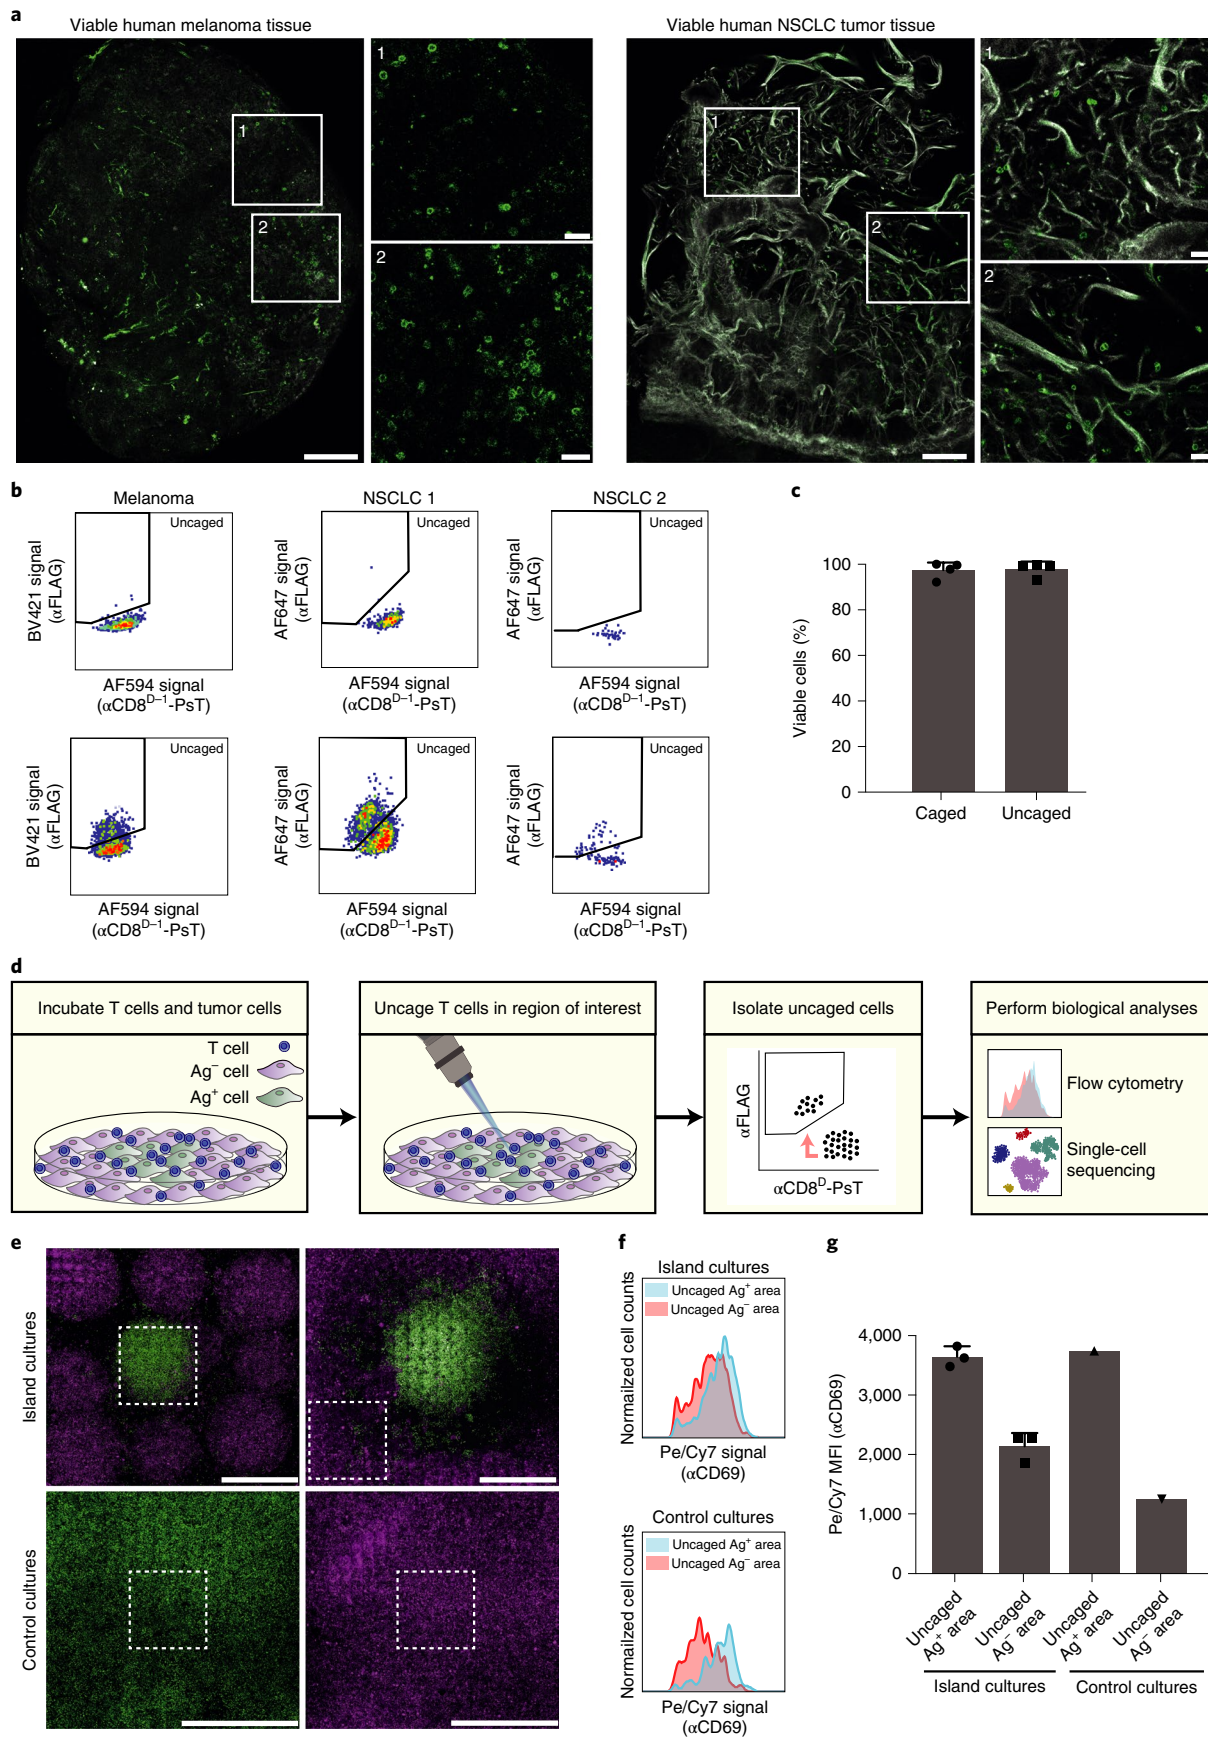 a
Viable human melanoma tissue
Viable human NSCLC tumor tissue
1
2
1
2
1
2
1
2
b
Melanoma
NSCLC 1
NSCLC 2
Uncaged
Uncaged
Uncaged
BV421 signal
(αFLAG)
AF647 signal
(αFLAG)
AF647 signal
(αFLAG)
AF594 signal
(αCD8D–1-PsT)
AF594 signal
(αCD8D–1-PsT)
AF594 signal
(αCD8D–1-PsT)
Uncaged
Uncaged
Uncaged
BV421 signal
(αFLAG)
AF647 signal
(αFLAG)
AF647 signal
(αFLAG)
AF594 signal
(αCD8D–1-PsT)
AF594 signal
(αCD8D–1-PsT)
AF594 signal
(αCD8D–1-PsT)
c
Viable cells (%)
100
80
60
40
20
0
Caged
Uncaged
d
Incubate T cells and tumor cells
T cell
Ag– cell
Ag+ cell
Uncage T cells in region of interest
Isolate uncaged cells
αFLAG
αCD8D-PsT
Perform biological analyses
Flow cytometry
Single-cell
sequencing
e
Island cultures
Control cultures
f
Island cultures
Uncaged Ag+ area
Uncaged Ag– area
Normailzed cell counts
Pe/Cy7 signal
(αCD69)
Control cultures
Uncaged Ag+ area
Uncaged Ag– area
Normalized cell counts
Pe/Cy7 signal
(αCD69)
g
Pe/Cy7 MFI (αCD69)
4,000
3,000
2,000
1,000
0
Uncaged
Ag+ area
Uncaged
Ag– area
Uncaged
Ag+ area
Uncaged
Ag– area
Island cultures
Control cultures